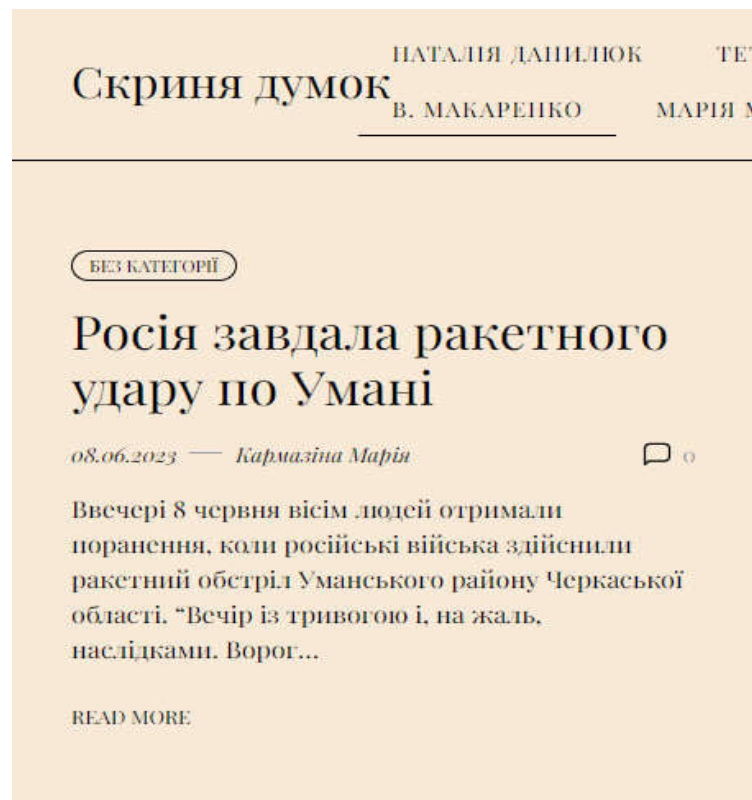 Скриня думок
НАТАЛІЯ ДАНИЛЮК
В. МАКАРЕНКО
МАРІЯ
БЕЗ КАТЕГОРІЇ
Росія завдала ракетного
удару по Умані
08.06.2023 — Кармазіна Марія
0
Ввечері 8 червня вісім людей отримали
поранення, коли російські війська здійснили
ракетний обстріл Уманського району Черкаської
області. “Вечір із тривогою і, на жаль,
наслідками. Ворог...
READ MORE